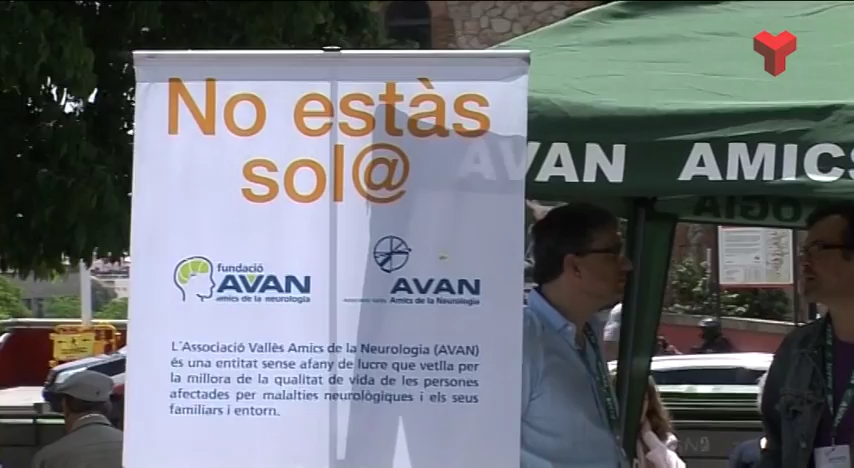 No estàs
sol@
AVAN AMICS
fundació
AVAN
amics de la neurologia
AVAN
Amics de la Neurologia
L'Associació Vallès Amics de la Neurologia (AVAN)
és una entitat sense afany de lucre que vetlla per
la millora de la qualitat de vida de les persones
afectades per malalties neurològiques i els seus
familiars i entorn.